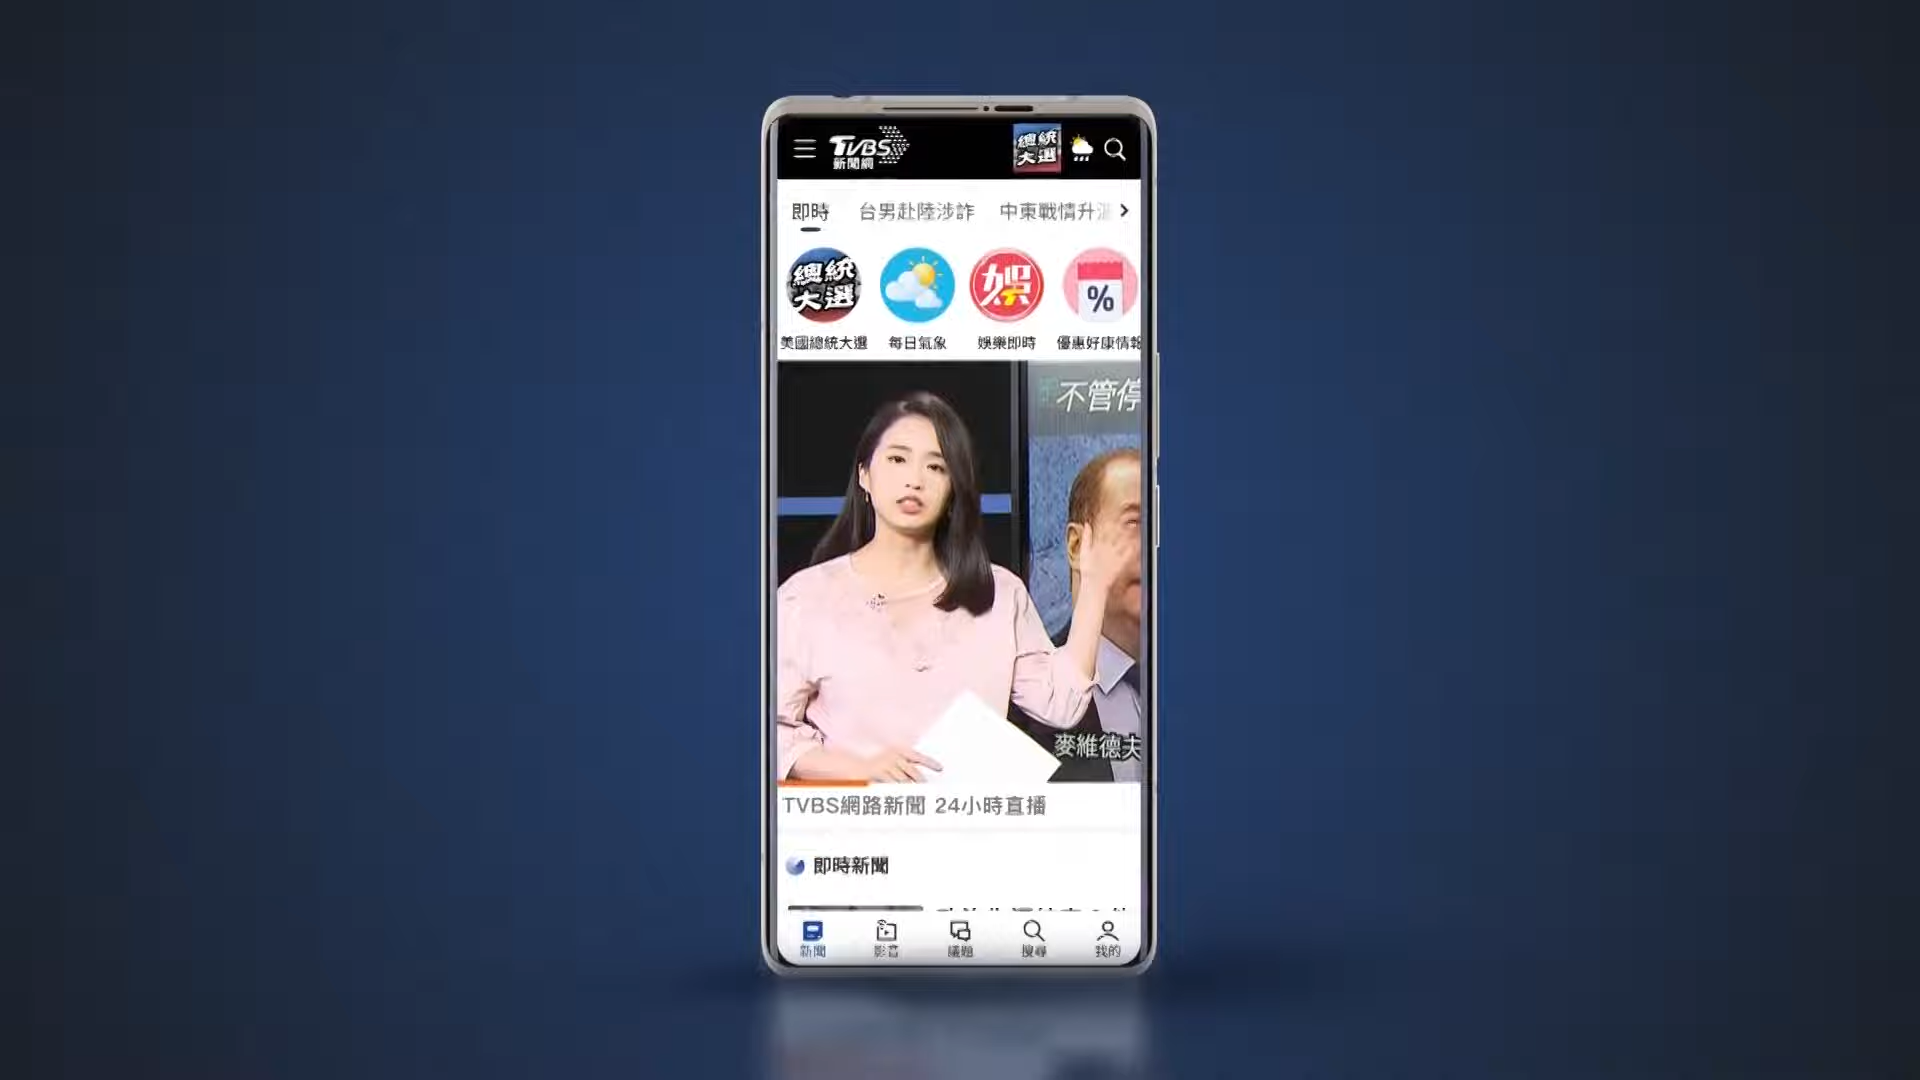 TVBS
新聞網
總統
大選
即時 台男赴陸涉詐 中東戰情升溫
總統
大選
娛
%
美國總統大選 每日氣象 娛樂即時 優惠好康情報
不管停
麥維德夫
TVBS網路新聞 24小時直播
即時新聞
新聞 影音 議題 搜尋 我的